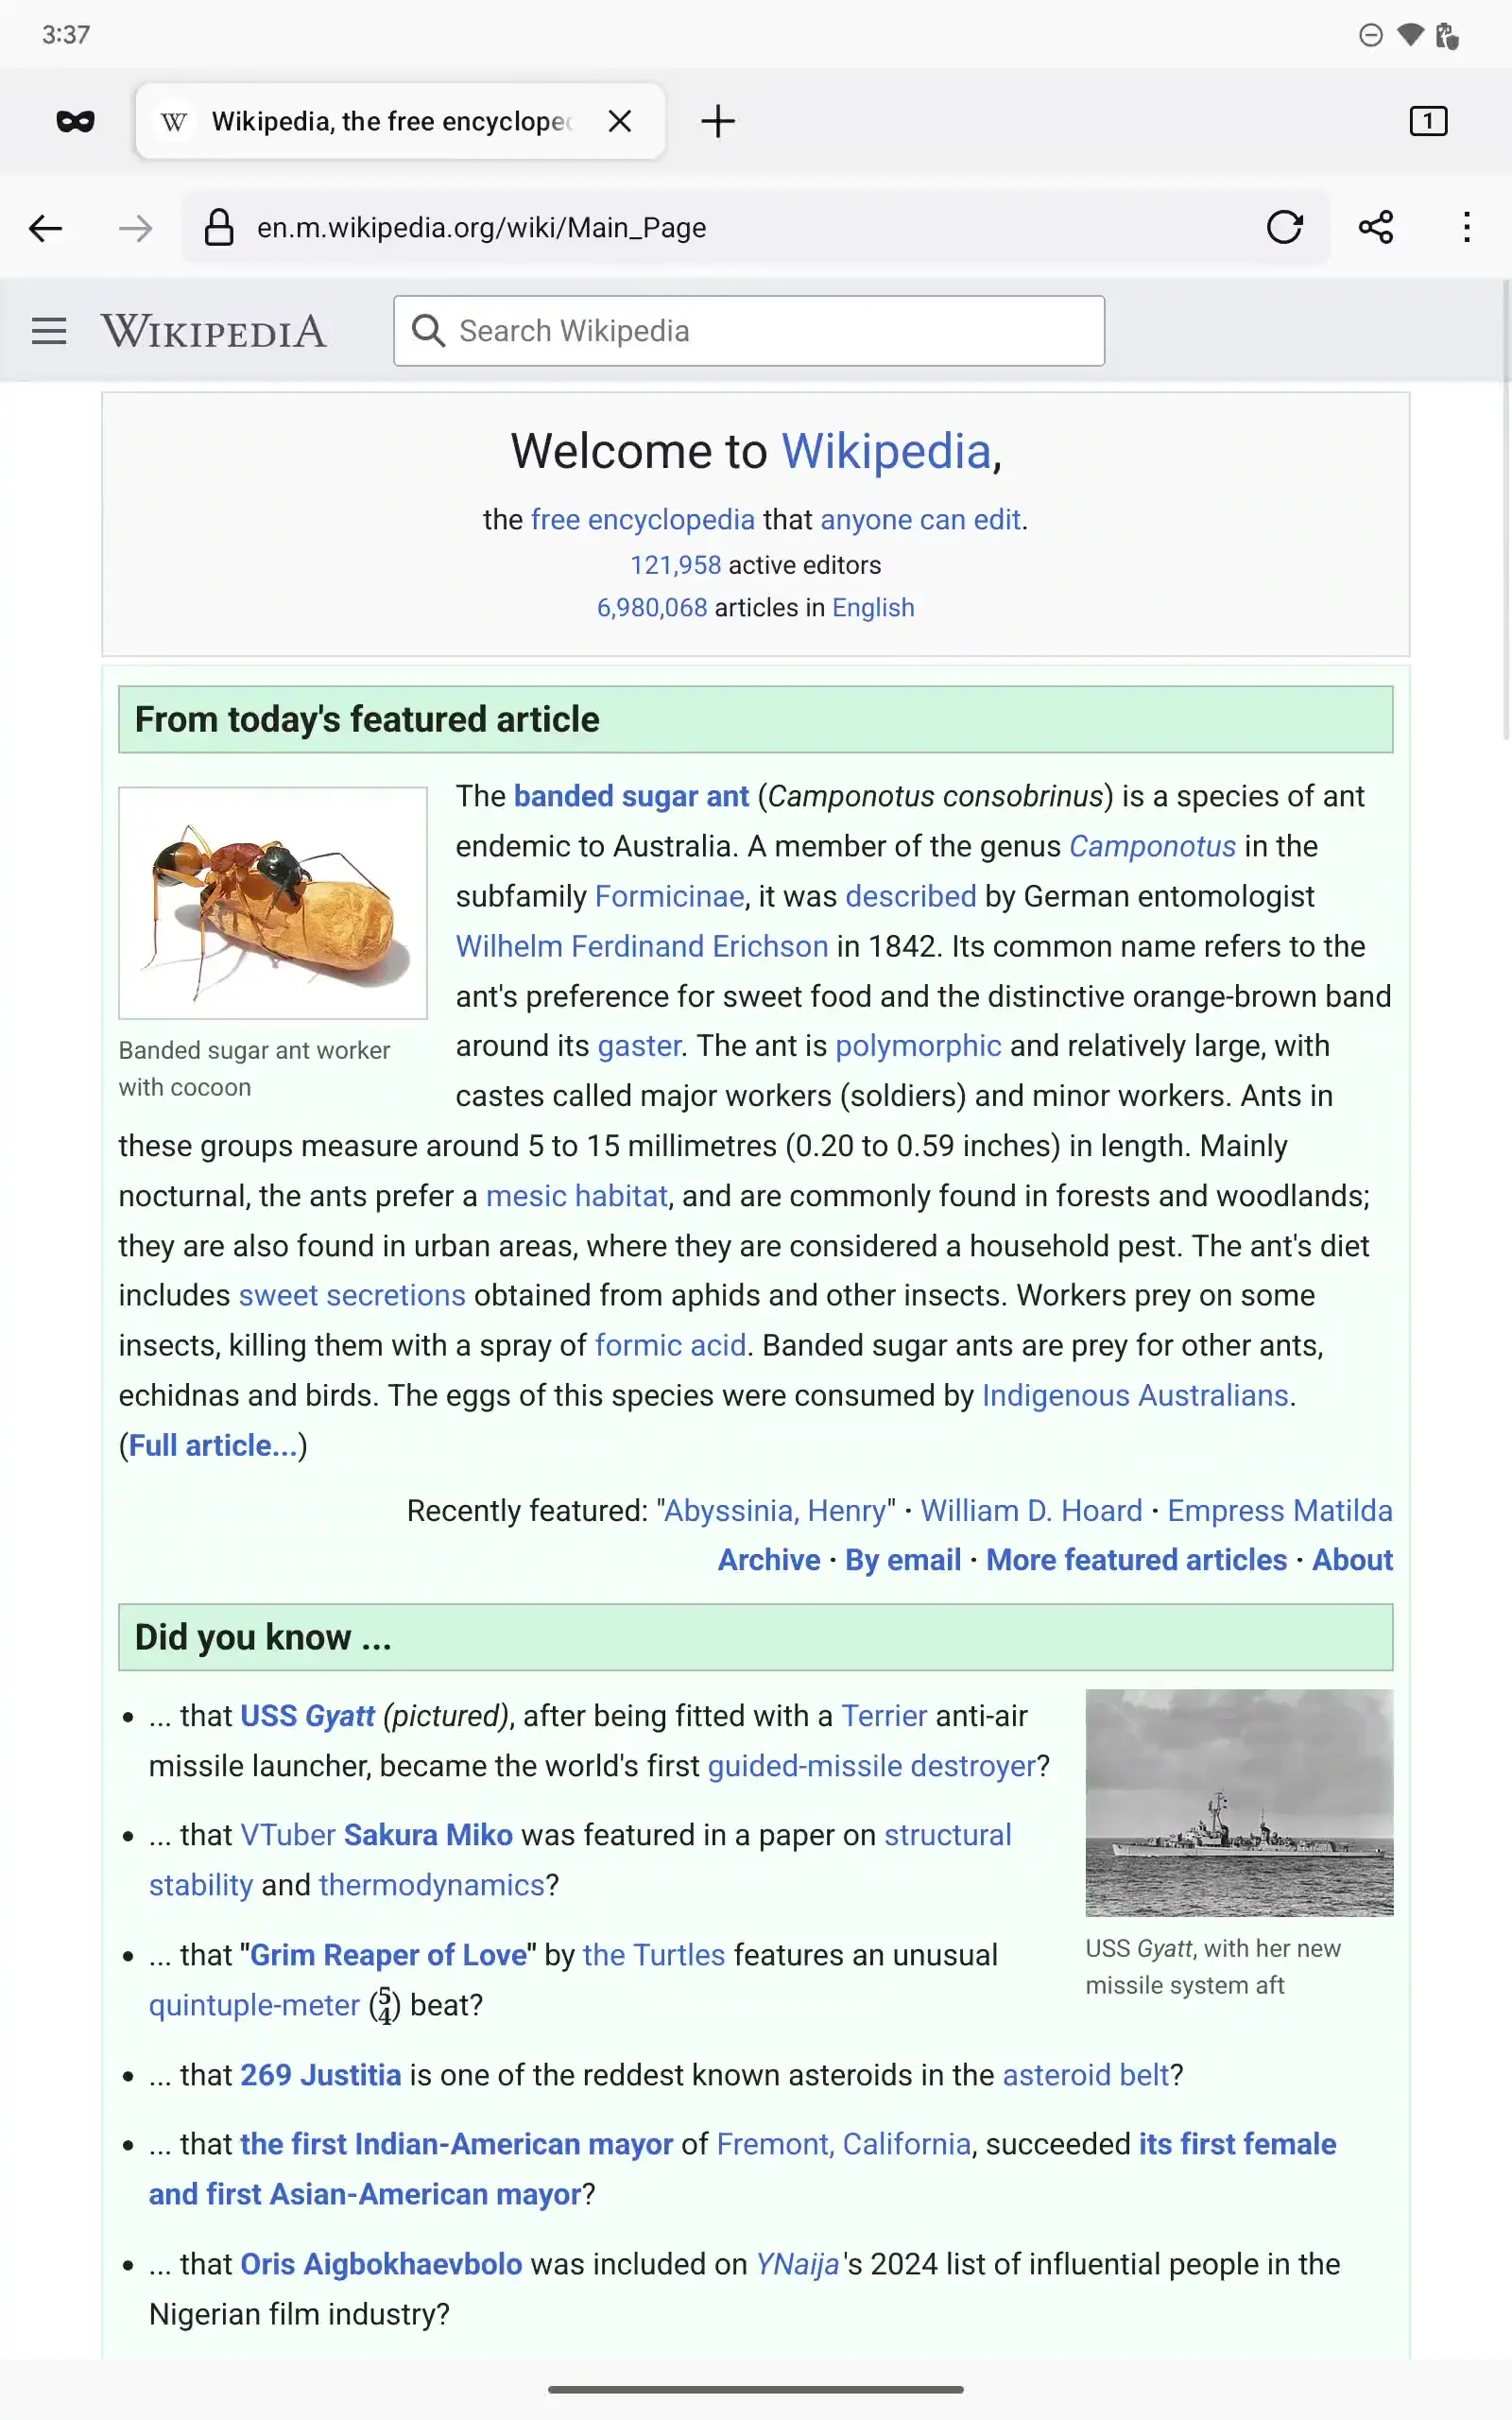 3:37
Wikipedia, the free encyclope
1
en.m.wikipedia.org/wiki/Main_Page
WIKIPEDIA
Search Wikipedia
Welcome to Wikipedia,
the free encyclopedia that anyone can edit.
121,958 active editors
6,980,068 articles in English
From today's featured article
The banded sugar ant (Camponotus consobrinus) is a species of ant
endemic to Australia. A member of the genus Camponotus in the
subfamily Formicinae, it was described by German entomologist
Wilhelm Ferdinand Erichson in 1842. Its common name refers to the
ant's preference for sweet food and the distinctive orange-brown band
around its gaster. The ant is polymorphic and relatively large, with
castes called major workers (soldiers) and minor workers. Ants in
Banded sugar ant worker
with cocoon
these groups measure around 5 to 15 millimetres (0.20 to 0.59 inches) in length. Mainly
nocturnal, the ants prefer a mesic habitat, and are commonly found in forests and woodlands;
they are also found in urban areas, where they are considered a household pest. The ant's diet
includes sweet secretions obtained from aphids and other insects. Workers prey on some
insects, killing them with a spray of formic acid. Banded sugar ants are prey for other ants,
echidnas and birds. The eggs of this species were consumed by Indigenous Australians.
(Full article...)
Recently featured: "Abyssinia, Henry" · William D. Hoard · Empress Matilda
Archive · By email · More featured articles · About
Did you know ...
• ... that USS Gyatt (pictured), after being fitted with a Terrier anti-air
missile launcher, became the world's first guided-missile destroyer?
• ... that VTuber Sakura Miko was featured in a paper on structural
stability and thermodynamics?
• ... that "Grim Reaper of Love" by the Turtles features an unusual
quintuple-meter (5/4) beat?
USS Gyatt, with her new
missile system aft
• ... that 269 Justitia is one of the reddest known asteroids in the asteroid belt?
• ... that the first Indian-American mayor of Fremont, California, succeeded its first female
and first Asian-American mayor?
• ... that Oris Aigbokhaevbolo was included on YNaija's 2024 list of influential people in the
Nigerian film industry?